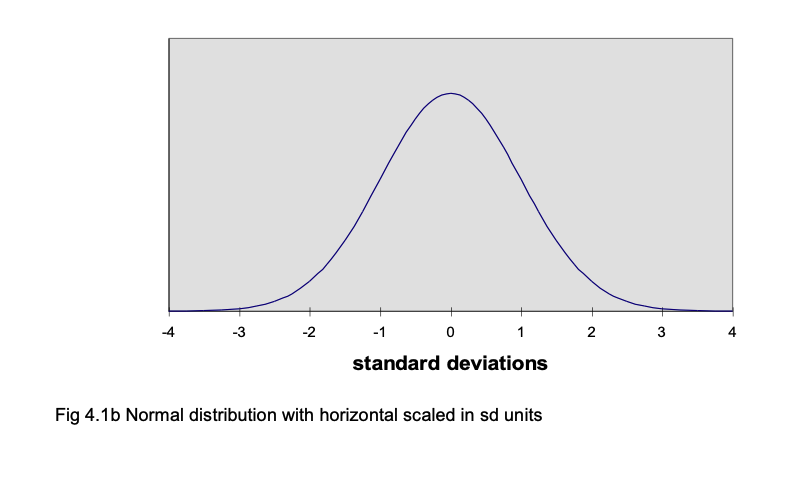 -4 -3 -2 -1 0 1 2 3 4
standard deviations
Fig 4.1b Normal distribution with horizontal scaled in sd units